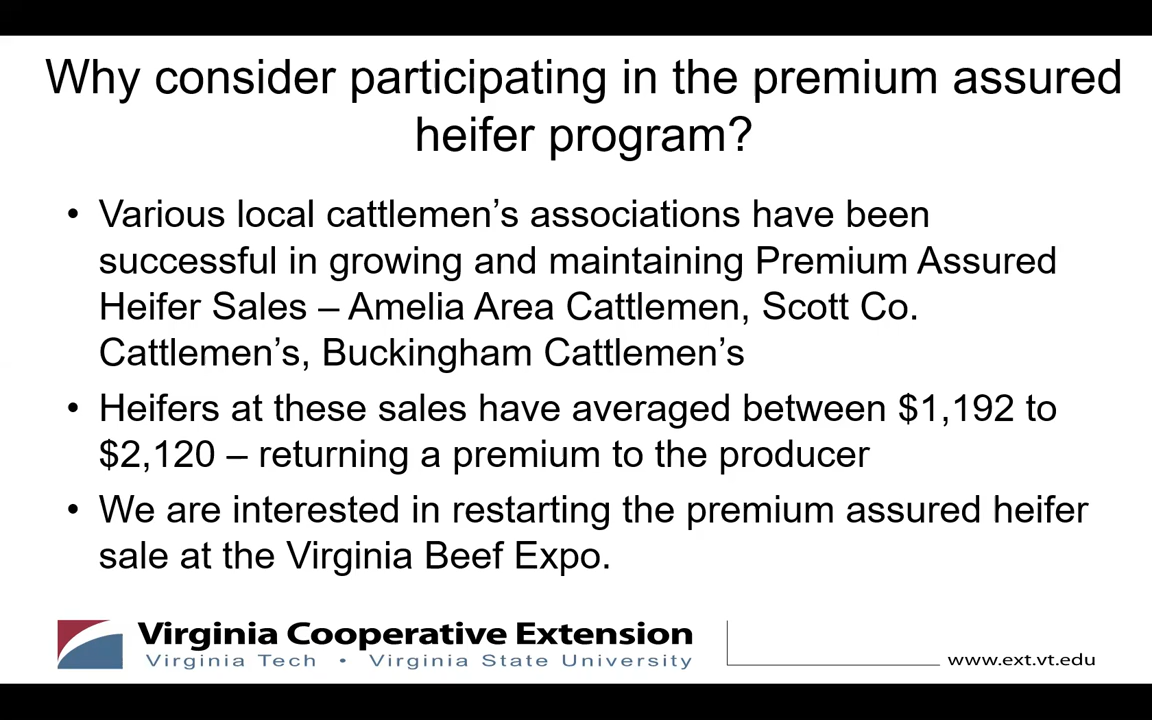 Why consider participating in the premium assured
heifer program?
• Various local cattlemen’s associations have been
successful in growing and maintaining Premium Assured
Heifer Sales – Amelia Area Cattlemen, Scott Co.
Cattlemen’s, Buckingham Cattlemen’s
• Heifers at these sales have averaged between $1,192 to
$2,120 – returning a premium to the producer
• We are interested in restarting the premium assured heifer
sale at the Virginia Beef Expo.
Virginia Cooperative Extension
Virginia Tech • Virginia State University
www.ext.vt.edu